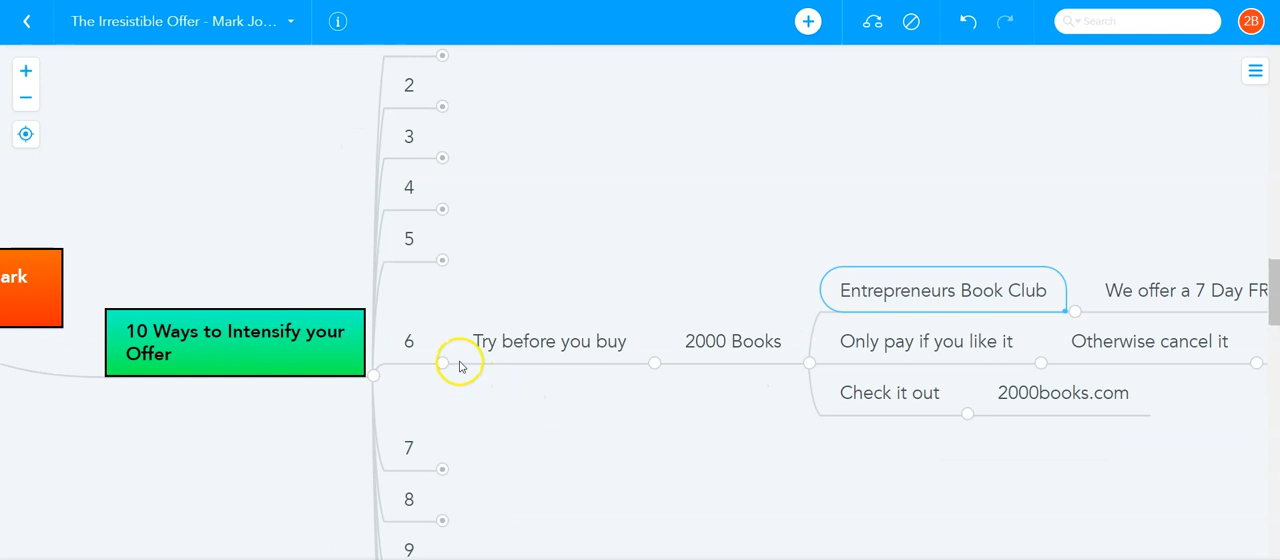 The Irresistible Offer - Mark Jo...
Search
2B
2
3
4
5
ark
10 Ways to Intensify your
Offer
6
Try before you buy
2000 Books
Entrepreneurs Book Club
We offer a 7 Day FR
Only pay if you like it
Otherwise cancel it
Check it out
2000books.com
7
8
9